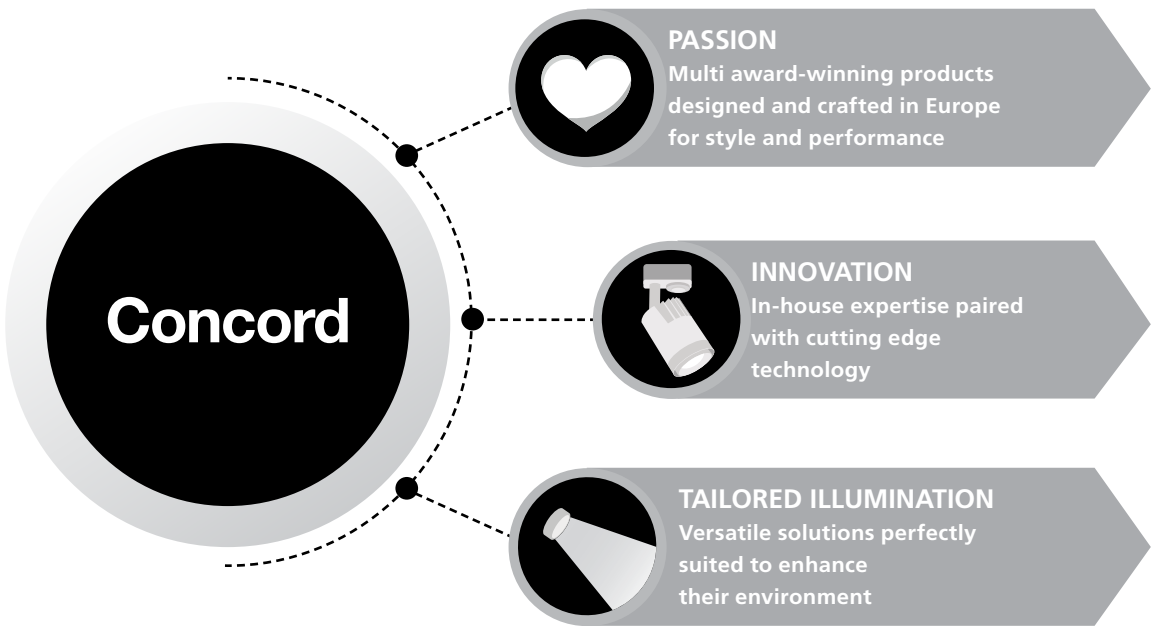 Concord
PASSION
Multi award-winning products
designed and crafted in Europe
for style and performance
INNOVATION
In-house expertise paired
with cutting edge
technology
TAILORED ILLUMINATION
Versatile solutions perfectly
suited to enhance
their environment